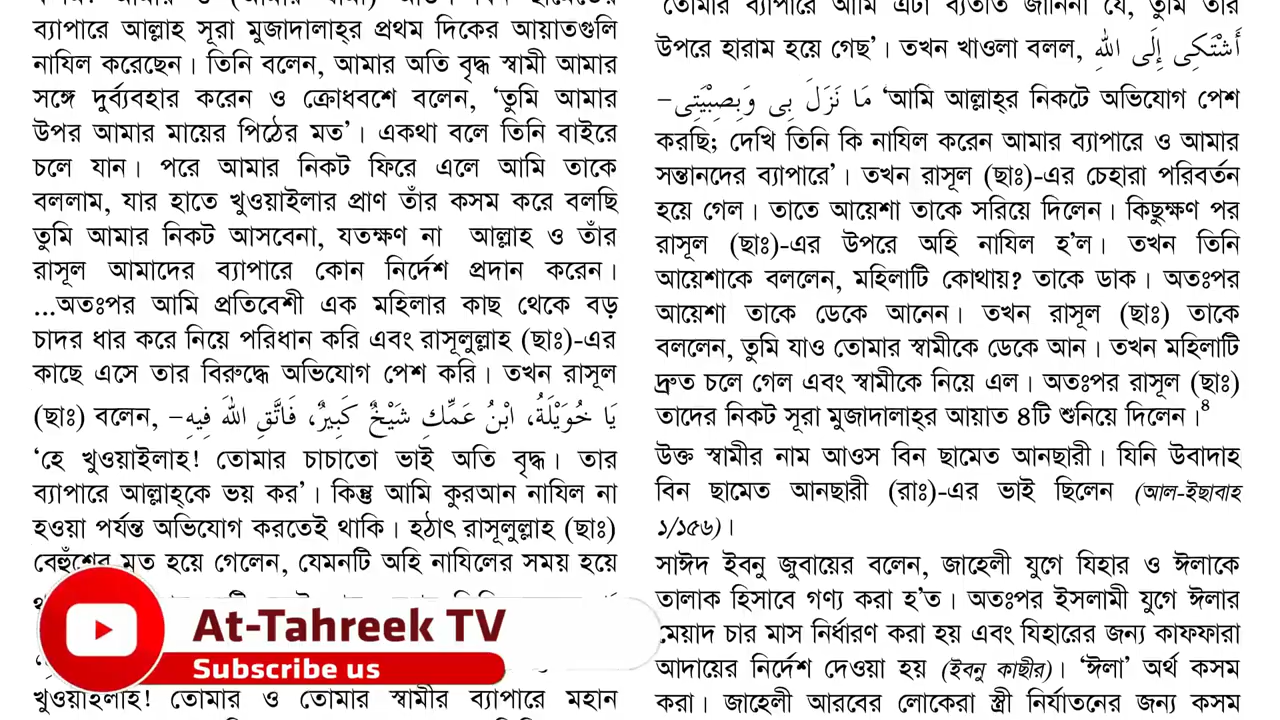 ব্যাপারে আল্লাহ সূরা মুজাদালাহ্‌র প্রথম দিকের আয়াতগুলি
নাযিল করেছেন। তিনি বলেন, আমার অতি বৃদ্ধ স্বামী আমার
সঙ্গে দুর্ব্যবহার করেন ও ক্রোধবশে বলেন, ‘তুমি আমার
উপর আমার মায়ের পিঠের মত’। একথা বলে তিনি বাইরে
চলে যান। পরে আমার নিকট ফিরে এলে আমি তাকে
বললাম, যার হাতে খুওয়াইলার প্রাণ তাঁর কসম করে বলছি
তুমি আমার নিকট আসবেনা, যতক্ষণ না আল্লাহ ও তাঁর
রাসূল আমাদের ব্যাপারে কোন নির্দেশ প্রদান করেন।
...অতঃপর আমি প্রতিবেশী এক মহিলার কাছ থেকে বড়
চাদর ধার করে নিয়ে পরিধান করি এবং রাসূলুল্লাহ (ছাঃ)-এর
কাছে এসে তার বিরুদ্ধে অভিযোগ পেশ করি। তখন রাসূল
(ছাঃ) বলেন, يَا خُوَيْلَةُ، ابْنُ عَمِّكِ شَيْخٌ كَبِيرٌ، فَاتَّقِ اللهَ فِيهِ-
‘হে খুওয়াইলাহ! তোমার চাচাতো ভাই অতি বৃদ্ধ। তার
ব্যাপারে আল্লাহ্‌কে ভয় কর’। কিন্তু আমি কুরআন নাযিল না
হওয়া পর্যন্ত অভিযোগ করতেই থাকি। হঠাৎ রাসূলুল্লাহ (ছাঃ)
বেহুঁশের মত হয়ে গেলেন, যেমনটি অহি নাযিলের সময় হয়ে
খুওয়াইলাহ! তোমার ও তোমার স্বামীর ব্যাপারে মহান
তোমার ব্যাপারে আমি এটা ব্যতীত জানিনা যে, তুমি তার
উপরে হারাম হয়ে গেছ’। তখন খাওলা বলল, أَشْتَكِى إِلَى اللهِ
مَا نَزَلَ بِى وَبِصِبْيَتِى- ‘আমি আল্লাহ্‌র নিকটে অভিযোগ পেশ
করছি; দেখি তিনি কি নাযিল করেন আমার ব্যাপারে ও আমার
সন্তানদের ব্যাপারে’। তখন রাসূল (ছাঃ)-এর চেহারা পরিবর্তন
হয়ে গেল। তাতে আয়েশা তাকে সরিয়ে দিলেন। কিছুক্ষণ পর
রাসূল (ছাঃ)-এর উপরে অহি নাযিল হ’ল। তখন তিনি
আয়েশাকে বললেন, মহিলাটি কোথায়? তাকে ডাক। অতঃপর
আয়েশা তাকে ডেকে আনেন। তখন রাসূল (ছাঃ) তাকে
বললেন, তুমি যাও তোমার স্বামীকে ডেকে আন। তখন মহিলাটি
দ্রুত চলে গেল এবং স্বামীকে নিয়ে এল। অতঃপর রাসূল (ছাঃ)
তাদের নিকট সূরা মুজাদালাহ্‌র আয়াত ৪টি শুনিয়ে দিলেন।৪
উক্ত স্বামীর নাম আওস বিন ছামেত আনছারী। যিনি উবাদাহ
বিন ছামেত আনছারী (রাঃ)-এর ভাই ছিলেন (আল-ইছাবাহ
১/১৫৬)।
সাঈদ ইবনু জুবায়ের বলেন, জাহেলী যুগে যিহার ও ঈলাকে
তালাক হিসাবে গণ্য করা হ’ত। অতঃপর ইসলামী যুগে ঈলার
মেয়াদ চার মাস নির্ধারণ করা হয় এবং যিহারের জন্য কাফফারা
আদায়ের নির্দেশ দেওয়া হয় (ইবনু কাছীর)। ‘ঈলা’ অর্থ কসম
করা। জাহেলী আরবের লোকেরা স্ত্রী নির্যাতনের জন্য কসম
At-Tahreek TV
Subscribe us